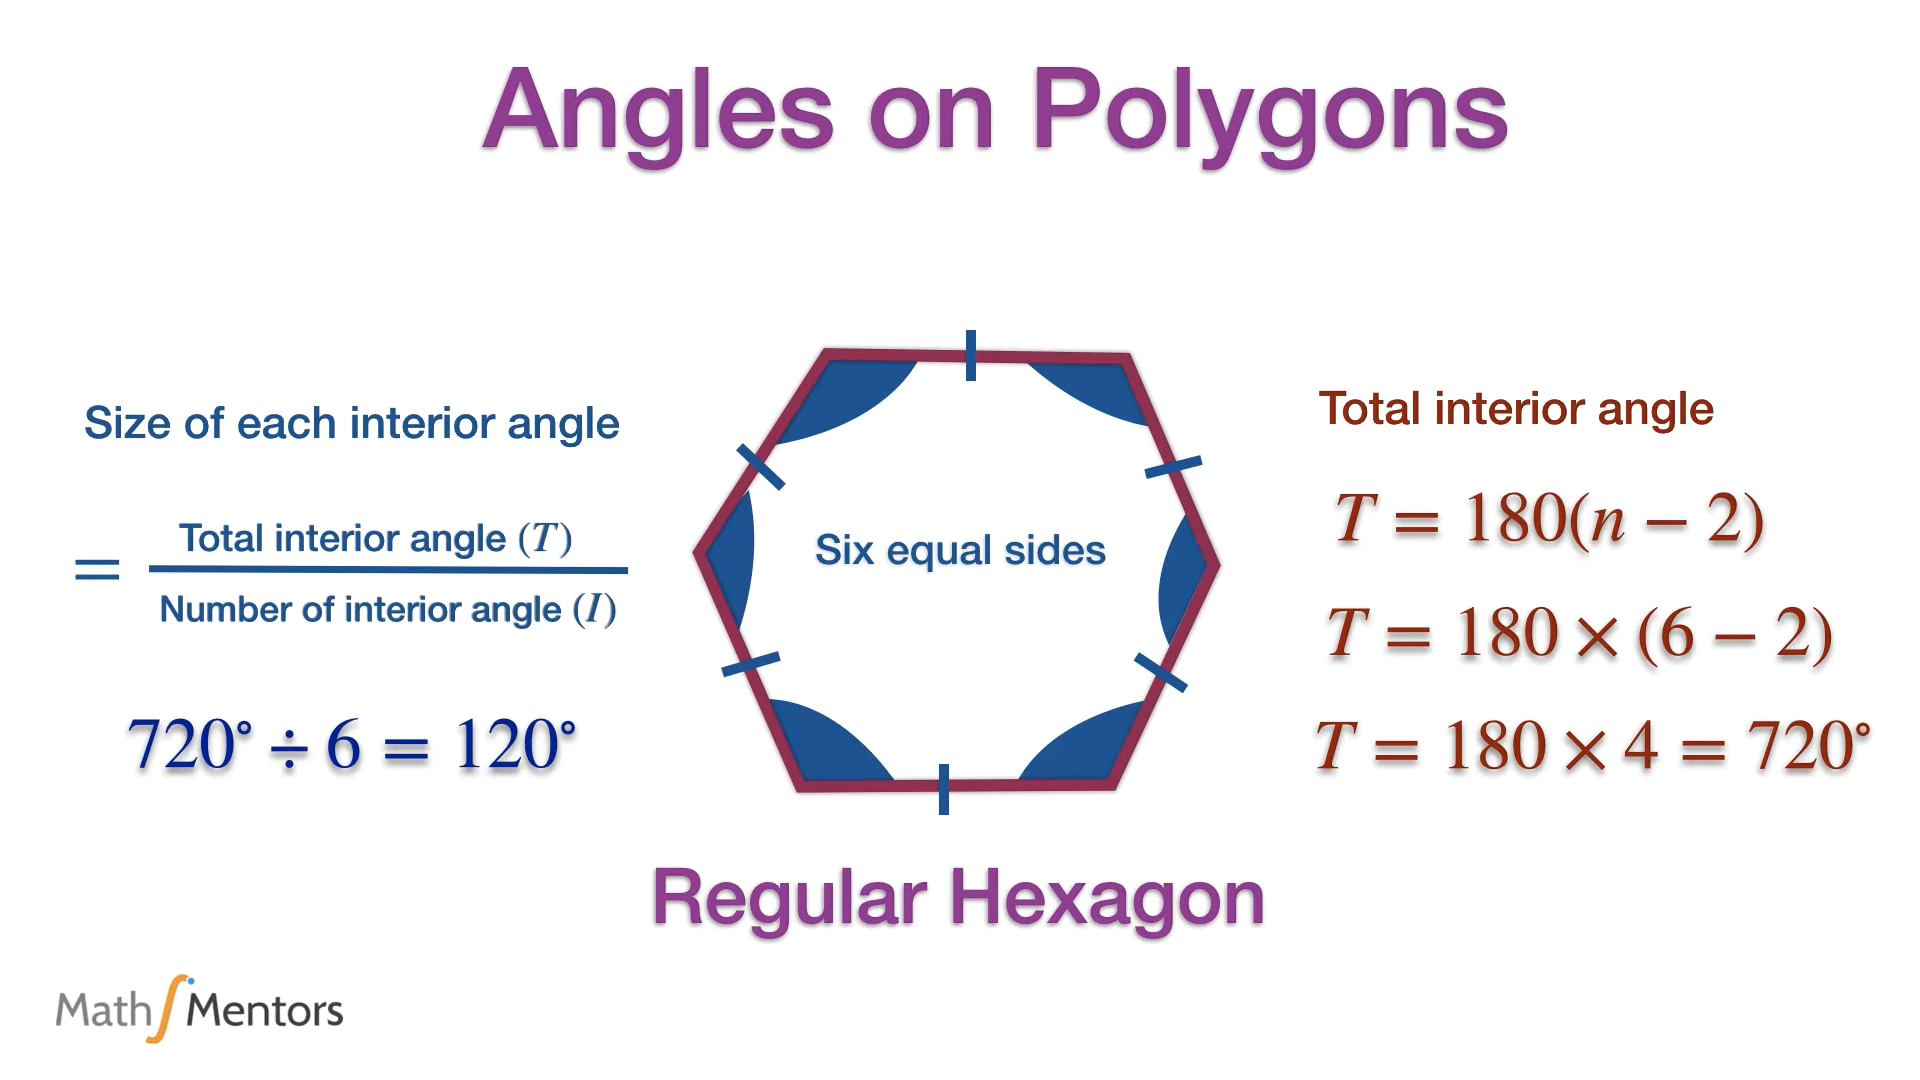 Angles on Polygons
Size of each interior angle
= Total interior angle (T)
Number of interior angle (I)
720° ÷ 6 = 120°
Six equal sides
Total interior angle
T = 180(n − 2)
T = 180 × (6 − 2)
T = 180 × 4 = 720°
Regular Hexagon
Math Mentors